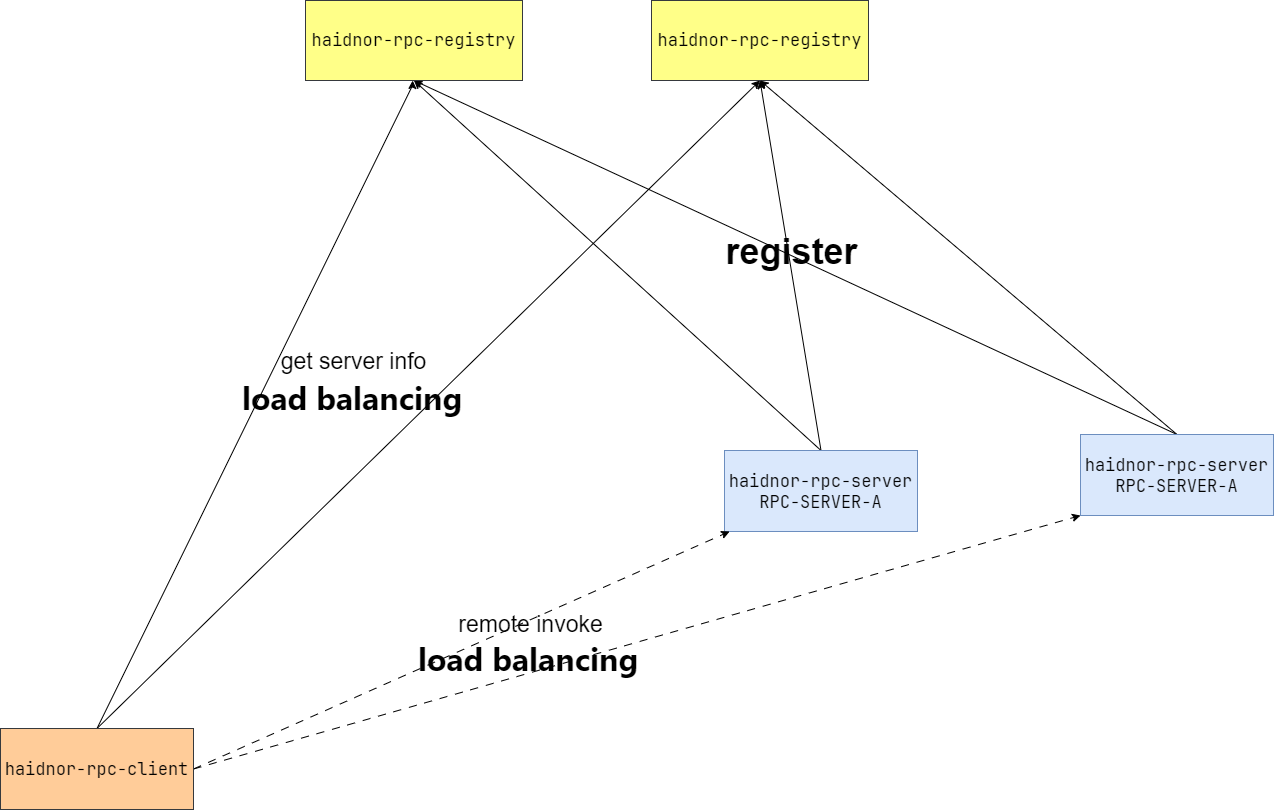 haidnor-rpc-registry
haidnor-rpc-registry
register
get server info
load balancing
haidnor-rpc-server
RPC-SERVER-A
haidnor-rpc-server
RPC-SERVER-A
remote invoke
load balancing
haidnor-rpc-client